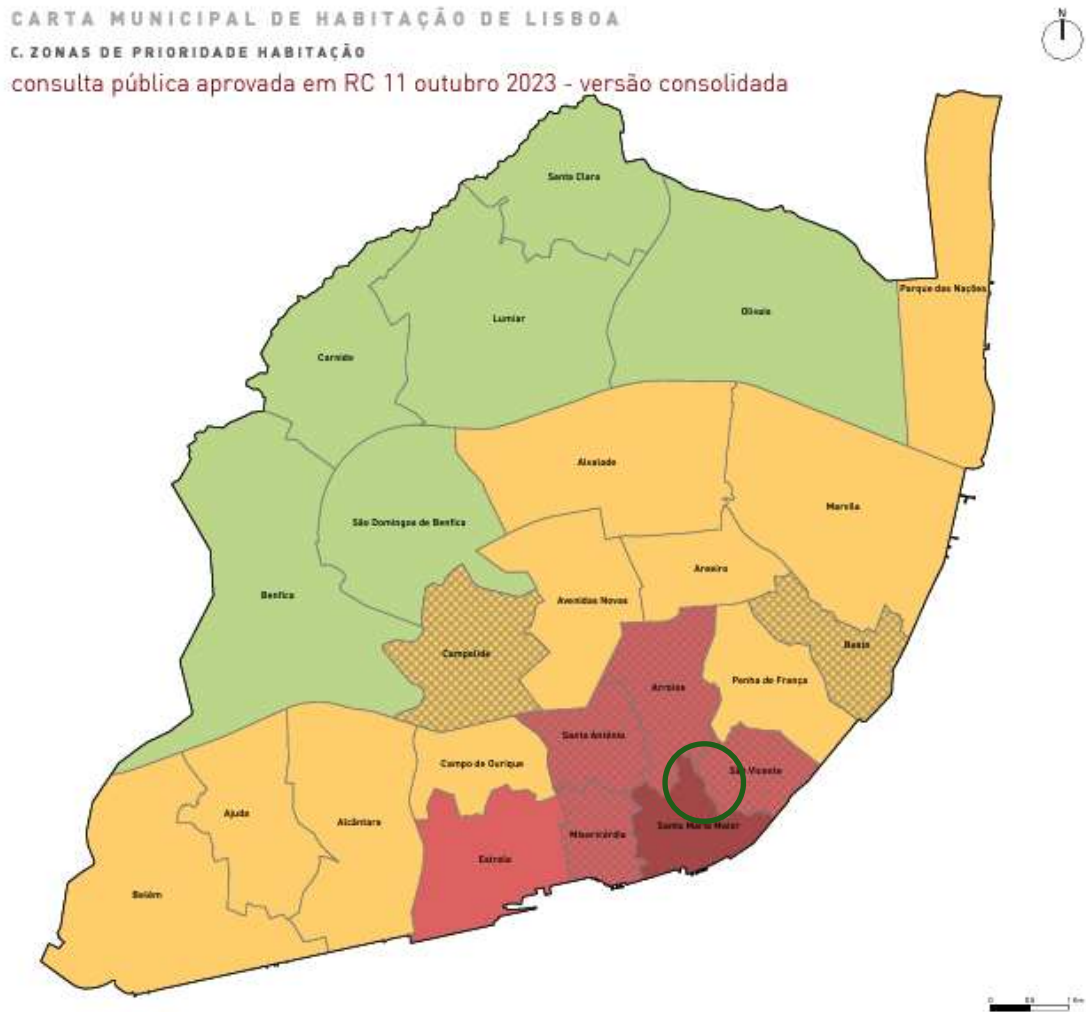 CARTA MUNICIPAL DE HABITAÇÃO DE LISBOA
N
C. ZONAS DE PRIORIDADE HABITAÇÃO
consulta pública aprovada em RC 11 outubro 2023 - versão consolidada
Santa Clara
Parque das Nações
Olivais
Lumiar
Carnide
Alvalade
Marvila
São Domingos de Benfica
Areeiro
Benfica
Avenidas Novas
Beato
Campolide
Penha de França
Arroios
Santo António
Campo de Ourique
São Vicente
Ajuda
Alcântara
Santa Maria Maior
Misericórdia
Estrela
Belém
0